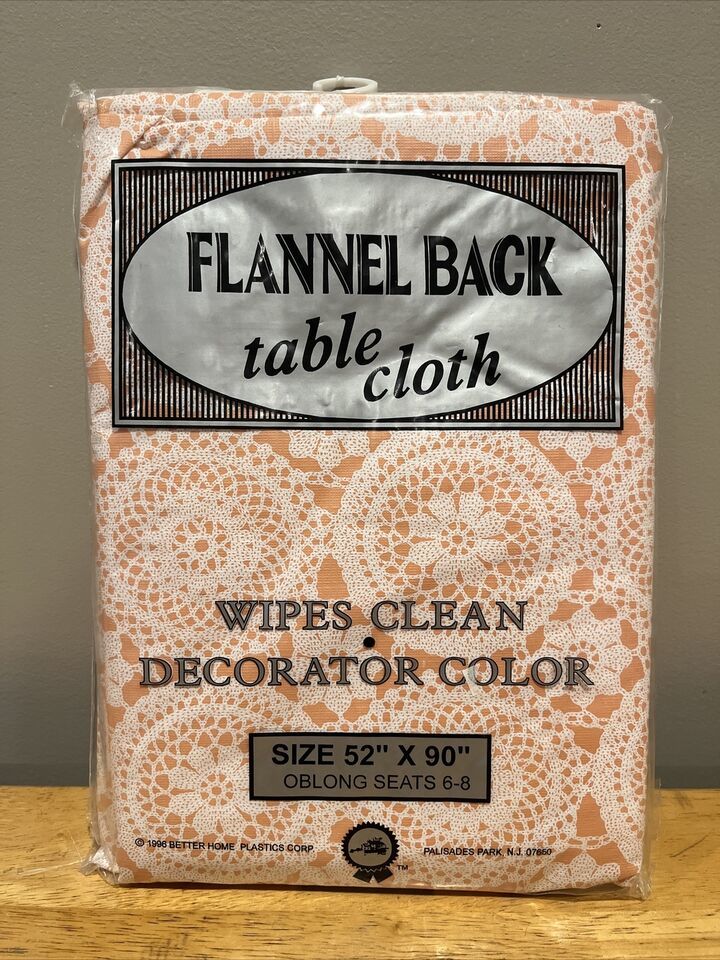 FLANNEL BACK
table cloth
WIPES CLEAN
•
DECORATOR COLOR
SIZE 52" X 90"
OBLONG SEATS 6-8
© 1996 BETTER HOME PLASTICS CORP. ™ PALISADES PARK, N.J. 07650